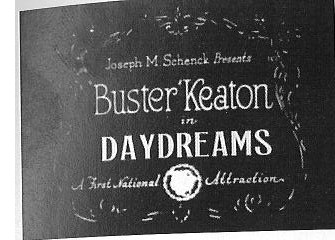 Joseph M. Schenck Presents
Buster Keaton
in
DAYDREAMS
A First National Attraction